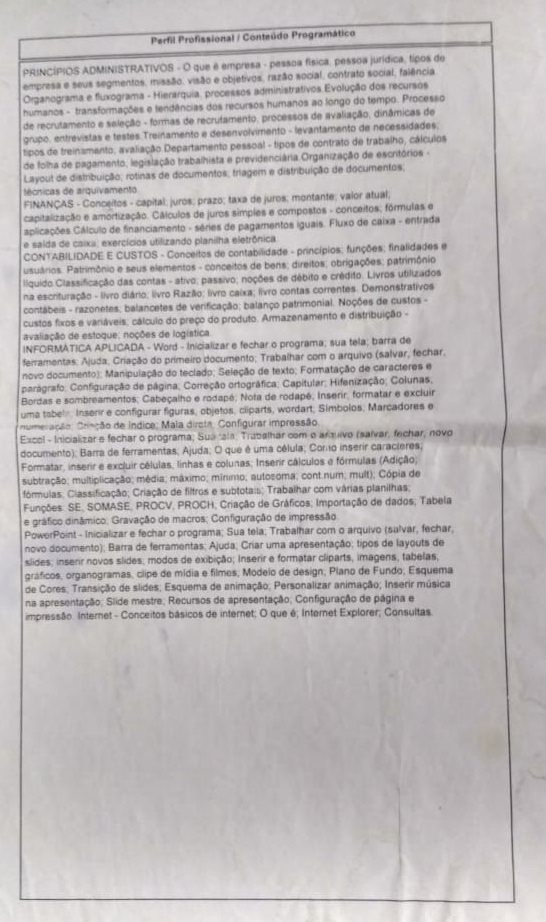 Perfil Profissional / Conteúdo Programático
PRINCÍPIOS ADMINISTRATIVOS - O que é empresa - pessoa física, pessoa jurídica, tipos de
empresa e seus segmentos, missão, visão e objetivos, razão social, contrato social, falência.
Organograma e fluxograma - Hierarquia, processos administrativos.Evolução dos recursos
humanos - transformações e tendências dos recursos humanos ao longo do tempo. Processo
de recrutamento e seleção - formas de recrutamento, processos de avaliação, dinâmicas de
grupo, entrevistas e testes.Treinamento e desenvolvimento - levantamento de necessidades,
tipos de treinamento, avaliação Departamento pessoal - tipos de contrato de trabalho, cálculos
de folha de pagamento, legislação trabalhista e previdenciária.Organização de escritórios -
Layout de distribuição; rotinas de documentos; triagem e distribuição de documentos;
técnicas de arquivamento.
FINANÇAS - Conceitos - capital; juros; prazo; taxa de juros; montante; valor atual;
capitalização e amortização. Cálculos de juros simples e compostos - conceitos; fórmulas e
aplicações Cálculo de financiamento - séries de pagamentos iguais. Fluxo de caixa - entrada
e saída de caixa; exercícios utilizando planilha eletrônica.
CONTABILIDADE E CUSTOS - Conceitos de contabilidade - princípios; funções; finalidades e
usuários. Patrimônio e seus elementos - conceitos de bens; direitos; obrigações; patrimônio
líquido Classificação das contas - ativo; passivo; noções de débito e crédito. Livros utilizados
na escrituração - livro diário; livro Razão; livro caixa; livro contas correntes. Demonstrativos
contábeis - razonetes; balancetes de verificação; balanço patrimonial. Noções de custos -
custos fixos e variáveis; cálculo do preço do produto. Armazenamento e distribuição -
avaliação de estoque; noções de logística.
INFORMÁTICA APLICADA - Word - Inicializar e fechar o programa; sua tela; barra de
ferramentas; Ajuda; Criação do primeiro documento; Trabalhar com o arquivo (salvar, fechar,
novo documento); Manipulação do teclado; Seleção de texto; Formatação de caracteres e
parágrafo; Configuração de página; Correção ortográfica; Capitular; Hifenização; Colunas;
Bordas e sombreamentos; Cabeçalho e rodapé; Nota de rodapé; Inserir, formatar e excluir
uma tabela; Inserir e configurar figuras, objetos, cliparts, wordart; Símbolos; Marcadores e
numeração; Criação de índice; Mala direta; Configurar impressão.
Excel - Inicializar e fechar o programa; Sua tela; Trabalhar com o arquivo (salvar, fechar, novo
documento); Barra de ferramentas; Ajuda; O que é uma célula; Como inserir caracteres;
Formatar, inserir e excluir células, linhas e colunas; Inserir cálculos e fórmulas (Adição;
subtração; multiplicação; média; máximo; mínimo; autosoma; cont.num; mult); Cópia de
fórmulas; Classificação; Criação de filtros e subtotais; Trabalhar com várias planilhas;
Funções: SE, SOMASE, PROCV, PROCH; Criação de Gráficos; Importação de dados; Tabela
e gráfico dinâmico; Gravação de macros; Configuração de impressão.
PowerPoint - Inicializar e fechar o programa; Sua tela; Trabalhar com o arquivo (salvar, fechar,
novo documento); Barra de ferramentas; Ajuda; Criar uma apresentação; tipos de layouts de
slides; inserir novos slides; modos de exibição; Inserir e formatar cliparts, imagens, tabelas,
gráficos, organogramas, clipe de mídia e filmes; Modelo de design; Plano de Fundo; Esquema
de Cores; Transição de slides; Esquema de animação; Personalizar animação; Inserir música
na apresentação; Slide mestre; Recursos de apresentação; Configuração de página e
impressão. Internet - Conceitos básicos de internet; O que é; Internet Explorer; Consultas.